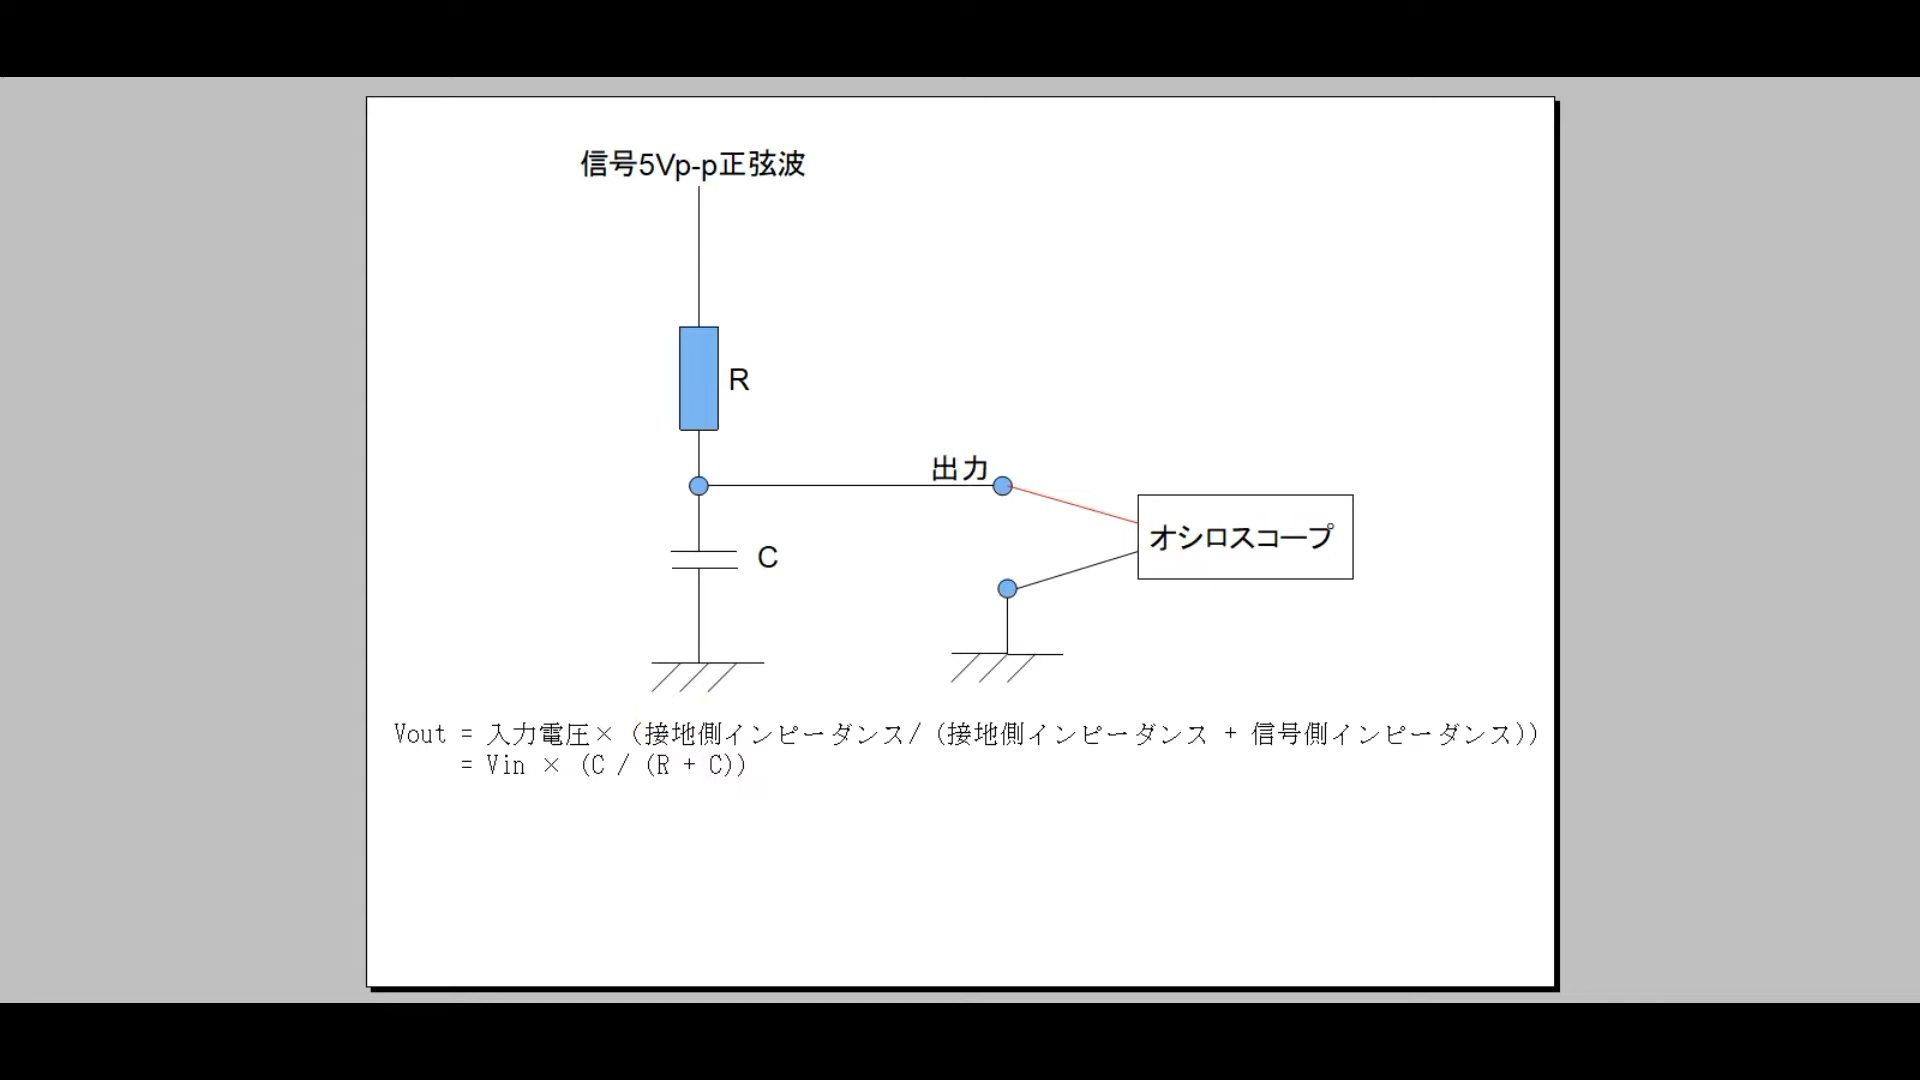 信号5Vp-p正弦波
R
出力
オシロスコープ
C
Vout = 入力電圧×（接地側インピーダンス/（接地側インピーダンス + 信号側インピーダンス))
= Vin × (C / (R + C))